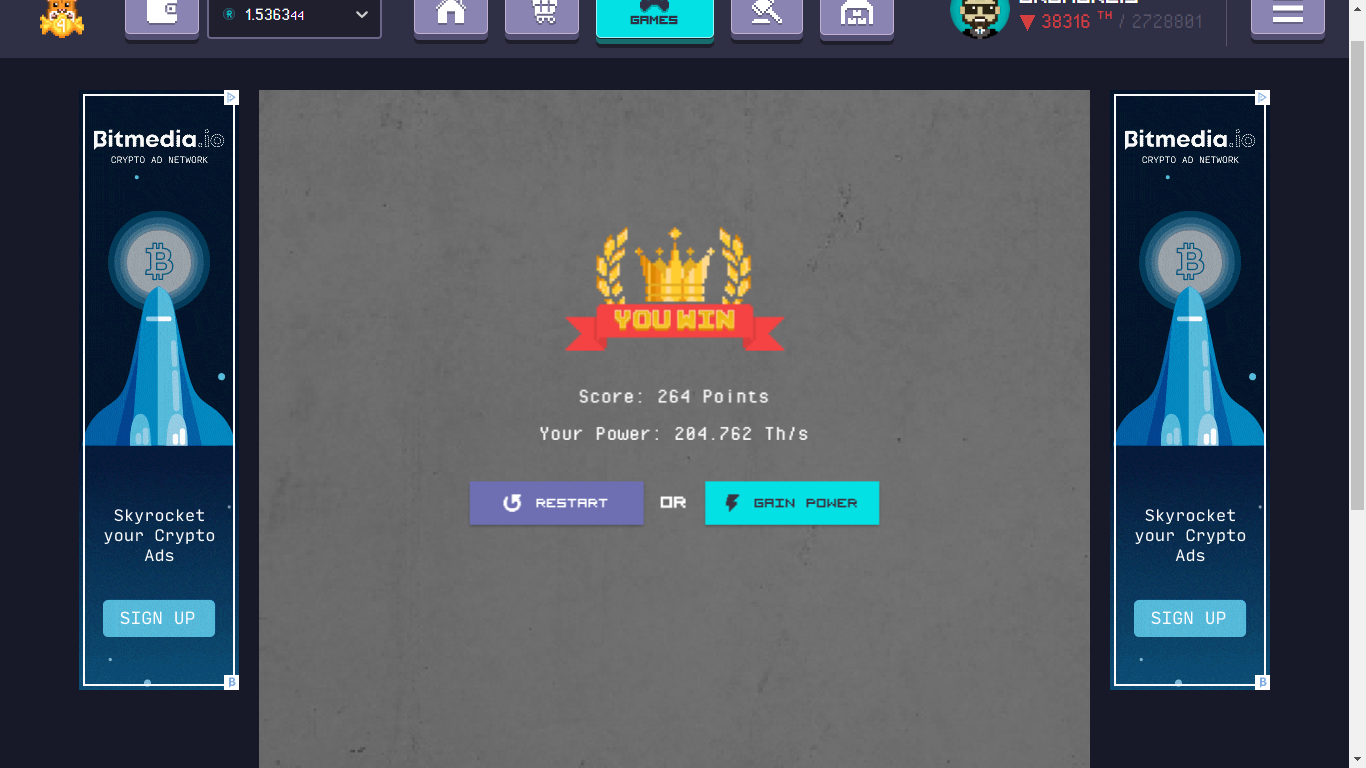 1.536344
GAMES
38316 TH / 2728801
Bitmedia.io
CRYPTO AD NETWORK
Skyrocket
your Crypto
Ads
SIGN UP
YOU WIN
Score: 264 Points
Your Power: 204.762 Th/s
RESTART
OR
GAIN POWER
Bitmedia.io
CRYPTO AD NETWORK
Skyrocket
your Crypto
Ads
SIGN UP